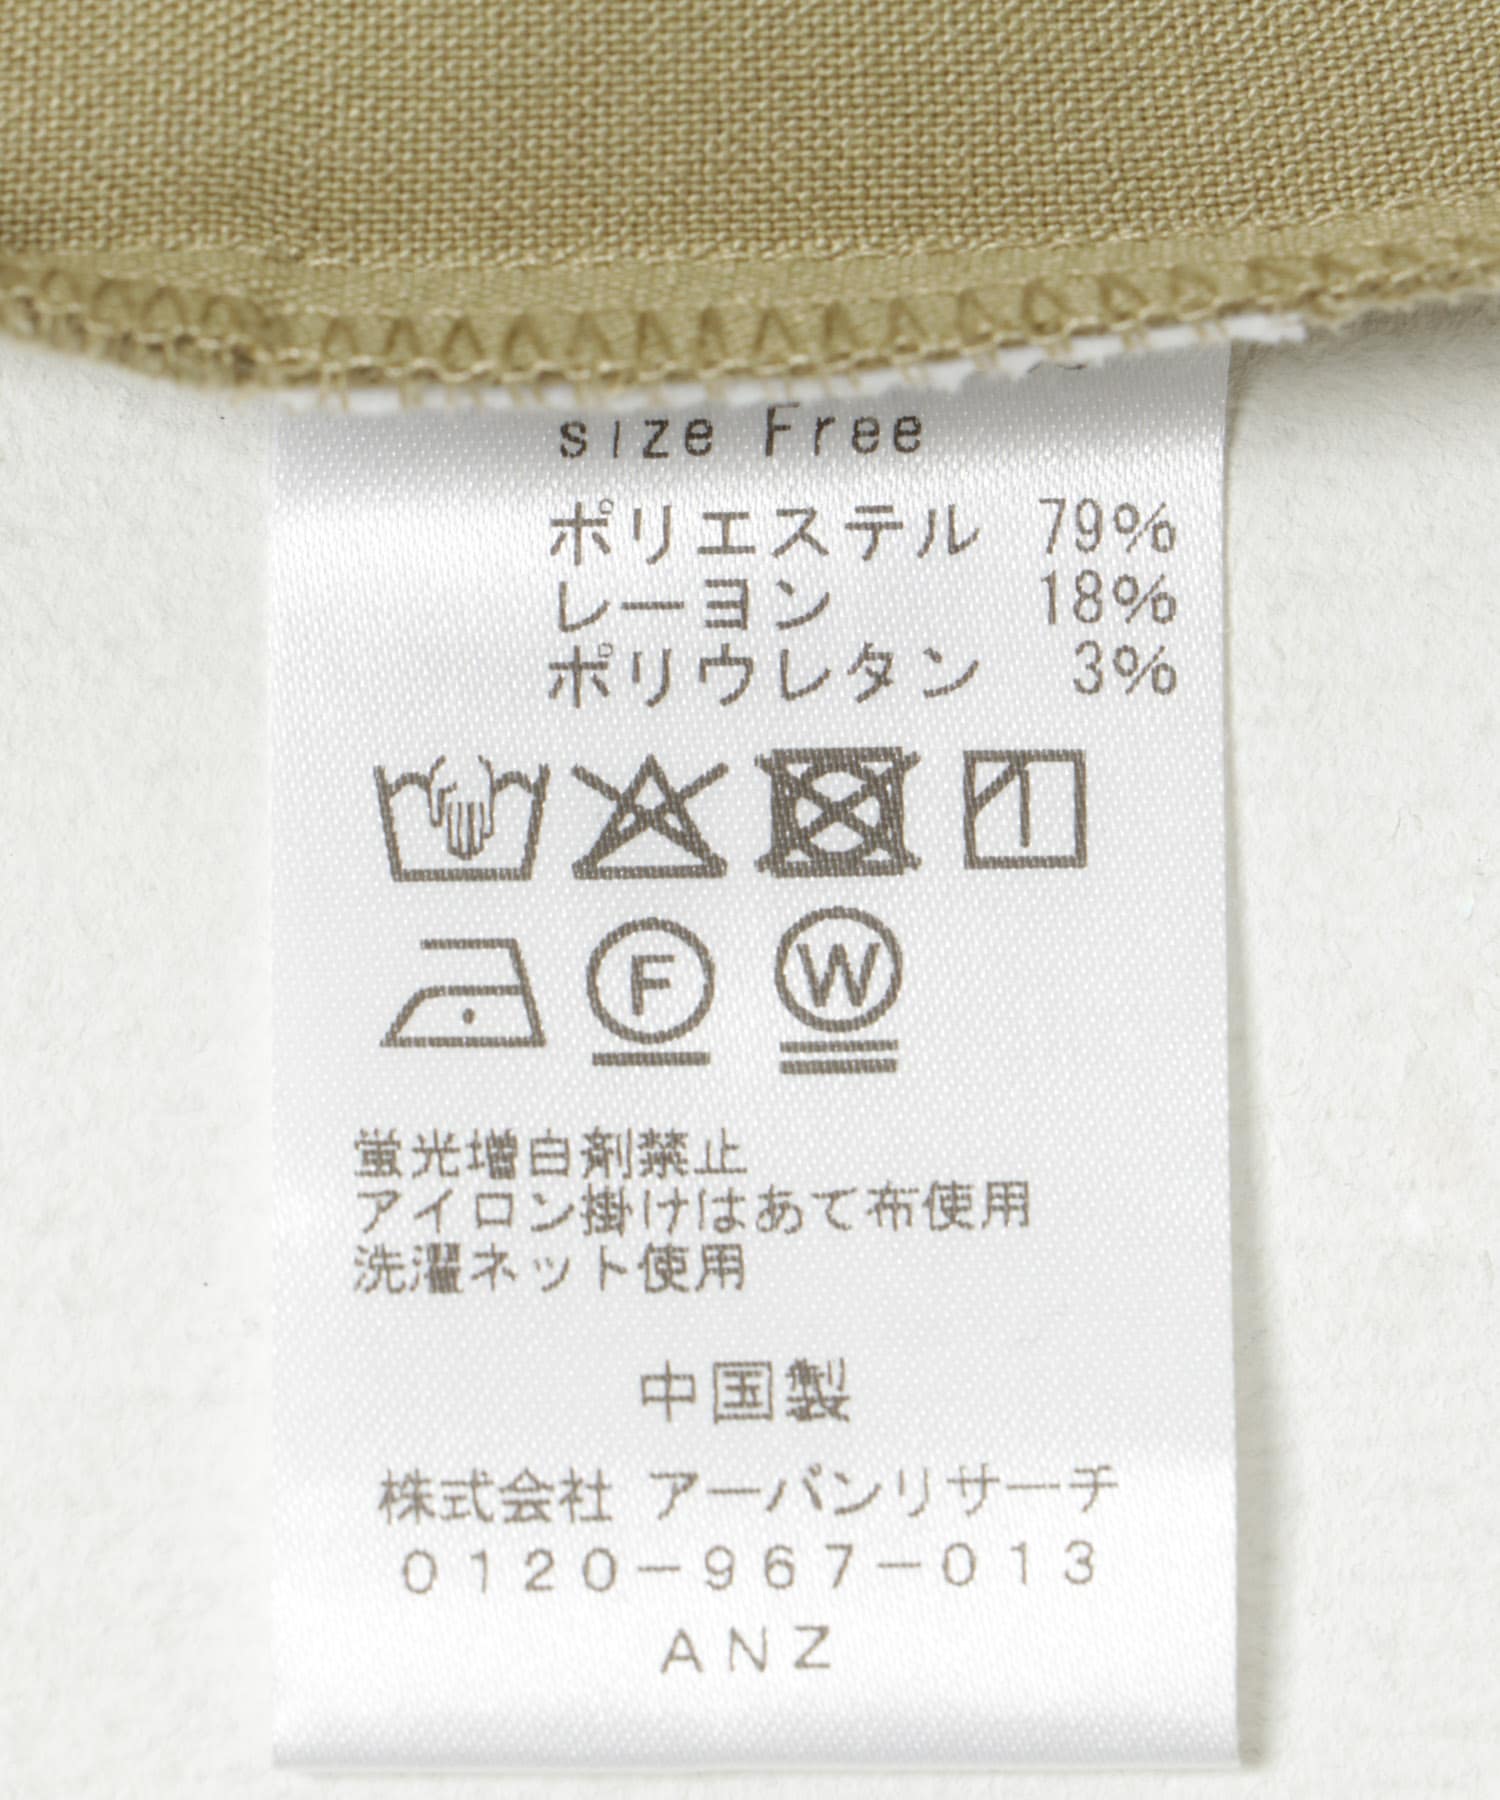 size Free
ポリエステル 79%
レーヨン 18%
ポリウレタン 3%
F W
蛍光増白剤禁止
アイロン掛けはあて布使用
洗濯ネット使用
中国製
株式会社 アーバンリサーチ
0120-967-013
ANZ